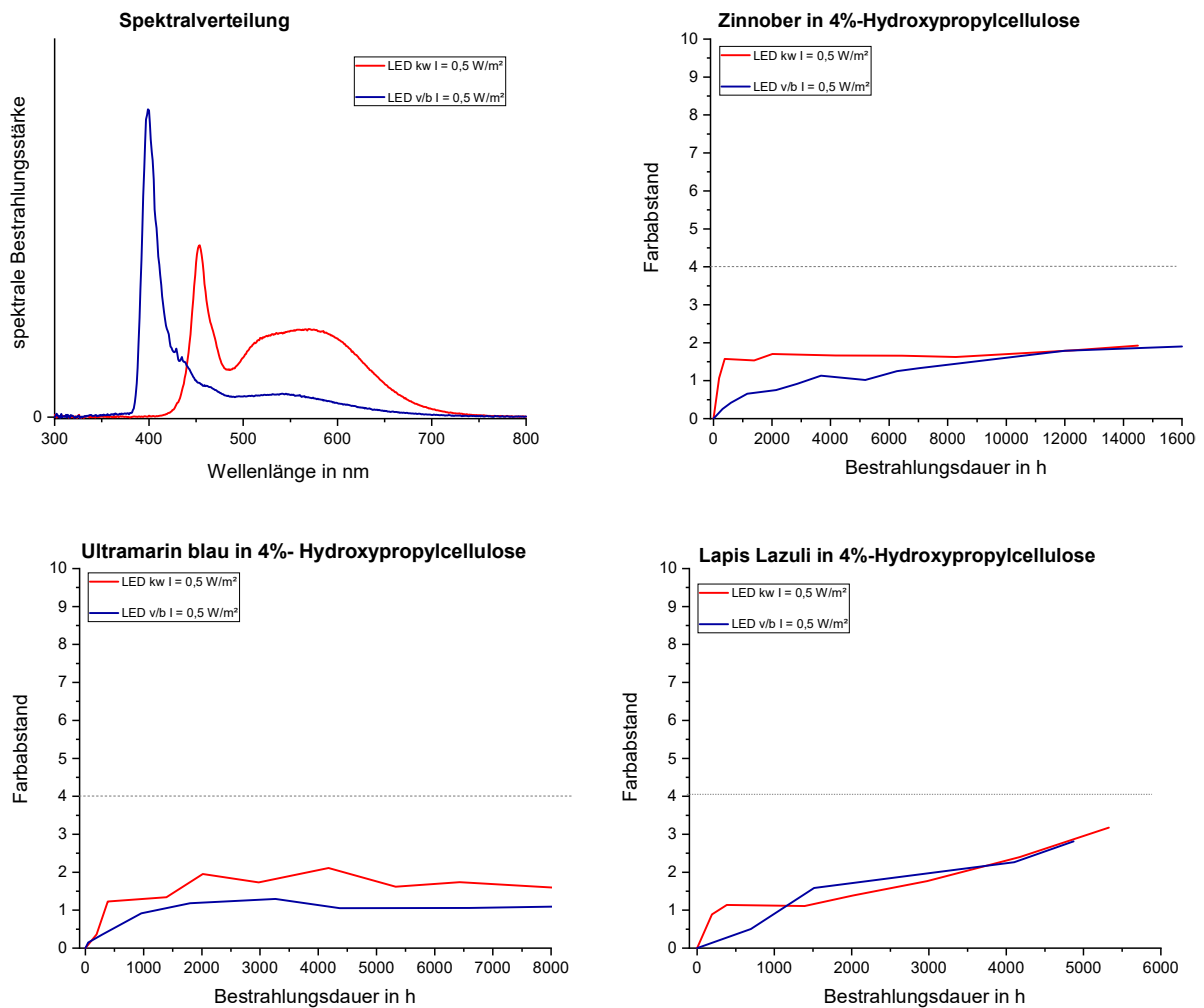 Spektralverteilung
LED kw I = 0,5 W/m²
LED v/b I = 0,5 W/m²
spektrale Bestrahlungsstärke
0
300 400 500 600 700 800
Wellenlänge in nm
Zinnober in 4%-Hydroxypropylcellulose
LED kw I = 0,5 W/m²
LED v/b I = 0,5 W/m²
Farbabstand
10
9
8
7
6
5
4
3
2
1
0
0 2000 4000 6000 8000 10000 12000 14000 1600
Bestrahlungsdauer in h
Ultramarin blau in 4%- Hydroxypropylcellulose
LED kw I = 0,5 W/m²
LED v/b I = 0,5 W/m²
Farbabstand
10
9
8
7
6
5
4
3
2
1
0
0 1000 2000 3000 4000 5000 6000 7000 8000
Bestrahlungsdauer in h
Lapis Lazuli in 4%-Hydroxypropylcellulose
LED kw I = 0,5 W/m²
LED v/b I = 0,5 W/m²
Farbabstand
10
9
8
7
6
5
4
3
2
1
0
0 1000 2000 3000 4000 5000 6000
Bestrahlungsdauer in h